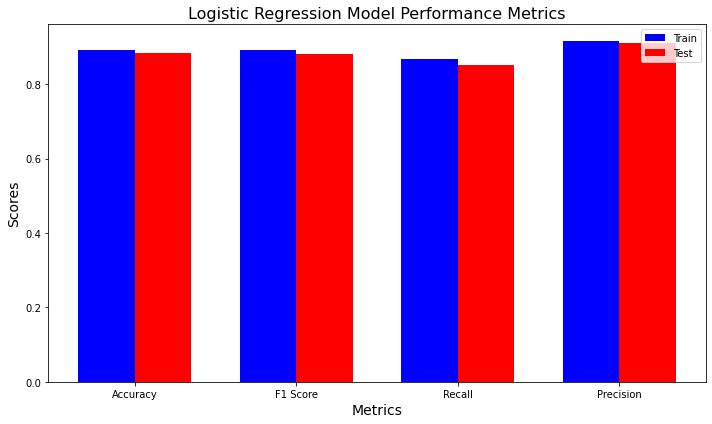 Logistic Regression Model Performance Metrics
Train
Test
Scores
0.8
0.6
0.4
0.2
0.0
Accuracy
F1 Score
Recall
Precision
Metrics